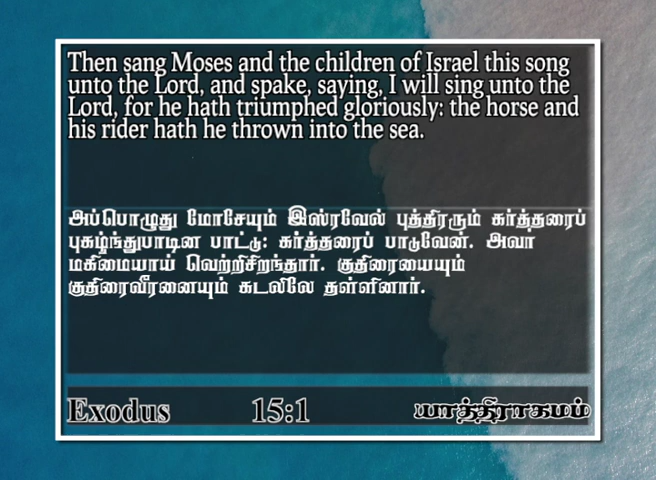 Then sang Moses and the children of Israel this song
unto the Lord, and spake, saying, I will sing unto the
Lord, for he hath triumphed gloriously: the horse and
his rider hath he thrown into the sea.
அப்பொழுது மோசேயும் இஸ்ரவேல் புத்திரரும் கர்த்தரைப்
புகழ்ந்துபாடின பாட்டு: கர்த்தரைப் பாடுவேன். அவர்
மகிமையாய் வெற்றிசிறந்தார். குதிரையையும்
குதிரைவீரனையும் கடலிலே தள்ளினார்.
Exodus 15:1 யாத்திராகமம்